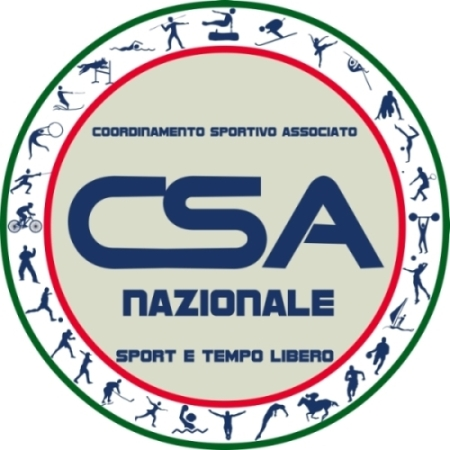 COORDINAMENTO SPORTIVO ASSOCIATO
CSA
NAZIONALE
SPORT E TEMPO LIBERO